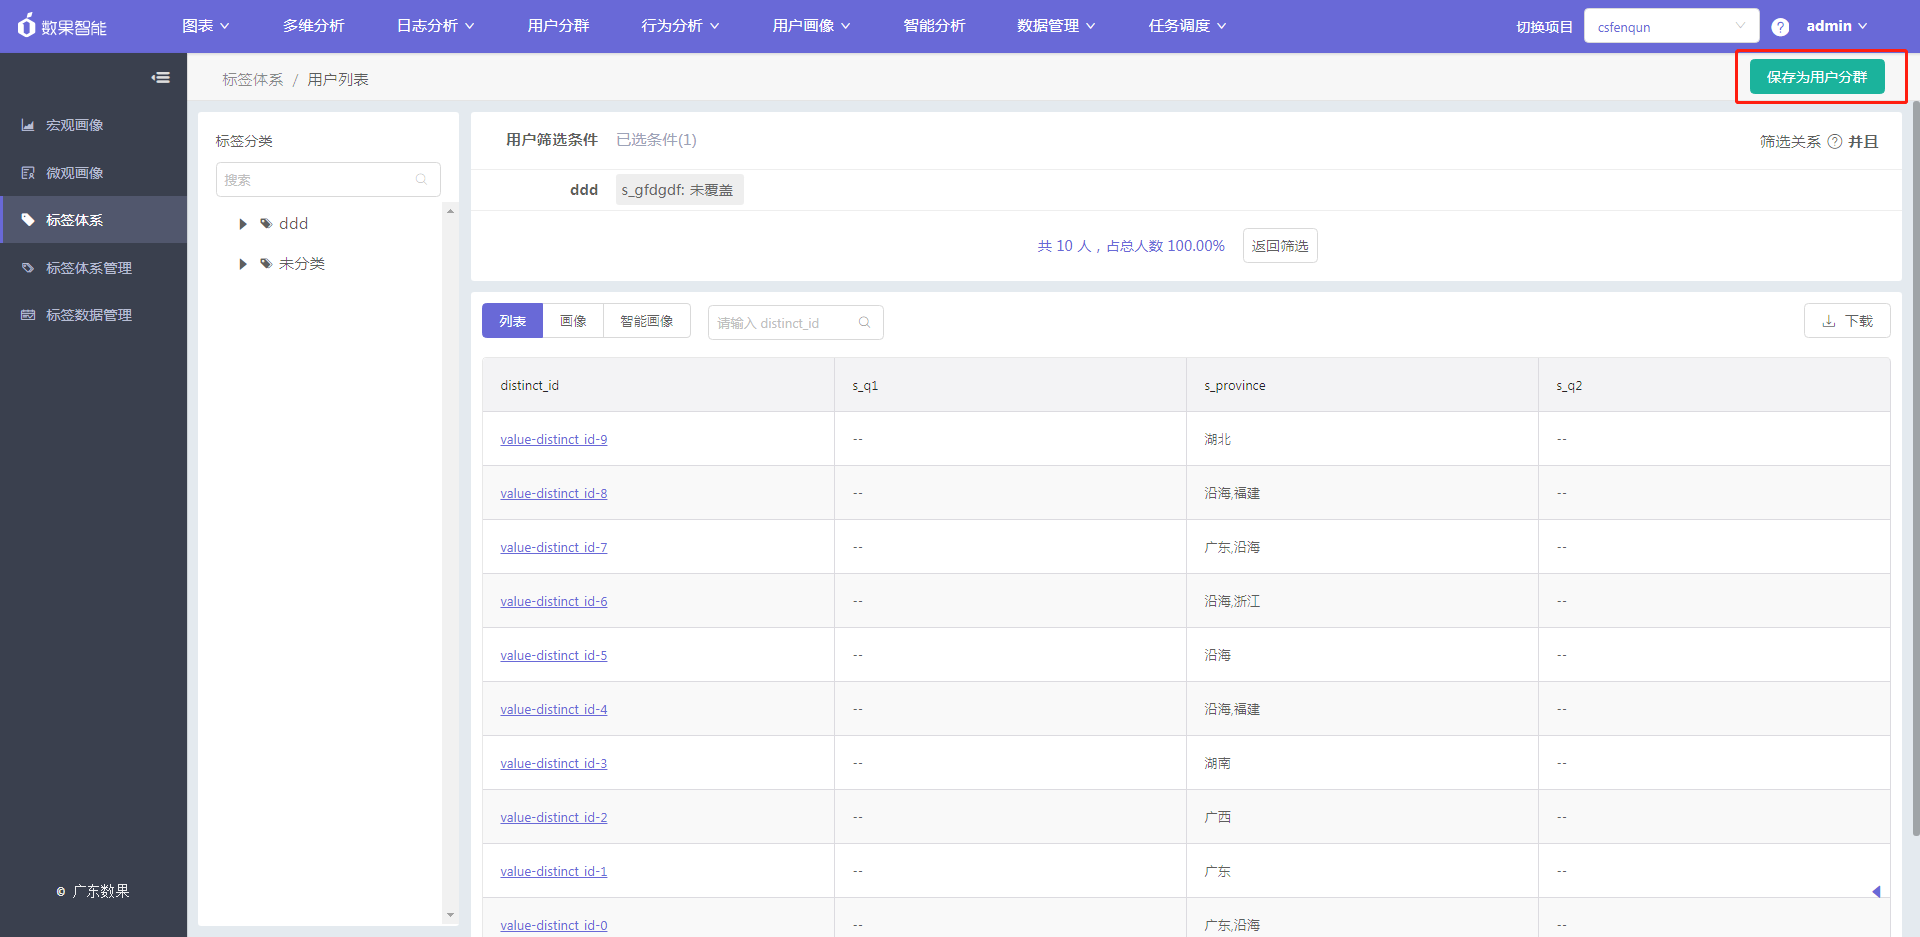 数果智能
图表
多维分析
日志分析
用户分群
行为分析
用户画像
智能分析
数据管理
任务调度
切换项目
csfenqun
?
admin
标签体系 / 用户列表
保存为用户分群
宏观画像
微观画像
标签体系
标签体系管理
标签数据管理
© 广东数果
标签分类
搜索
ddd
未分类
用户筛选条件 已选条件(1)
筛选关系 ? 并且
ddd s_gfdgdf: 未覆盖
共 10 人，占总人数 100.00% 返回筛选
列表 画像 智能画像 请输入 distinct_id 下载
distinct_id s_q1 s_province s_q2
value-distinct_id-9 -- 湖北 --
value-distinct_id-8 -- 沿海,福建 --
value-distinct_id-7 -- 广东,沿海 --
value-distinct_id-6 -- 沿海,浙江 --
value-distinct_id-5 -- 沿海 --
value-distinct_id-4 -- 沿海,福建 --
value-distinct_id-3 -- 湖南 --
value-distinct_id-2 -- 广西 --
value-distinct_id-1 -- 广东 --
value-distinct_id-0 -- 广东,沿海 --